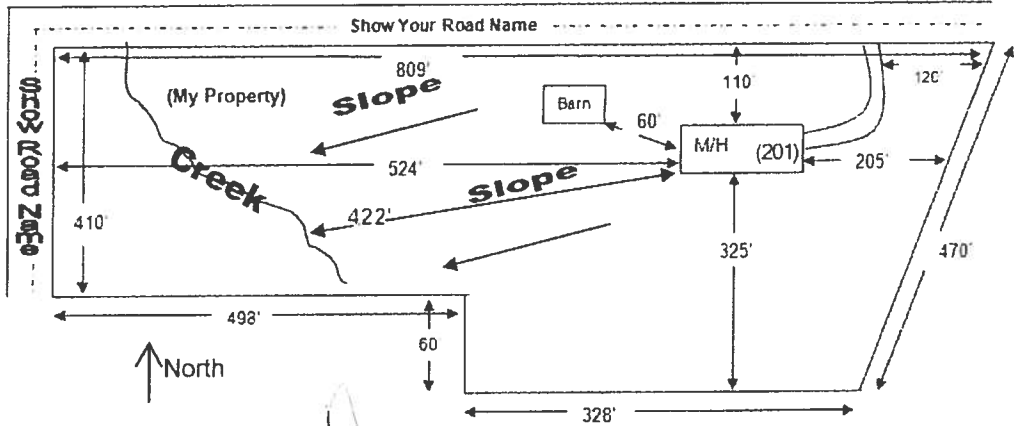 Show Your Road Name
Show Road Name
809'
110'
120'
(My Property)
Slope
Barn
60'
M/H
(201)
Creek
524'
205'
Slope
410'
422'
325'
470'
498'
60
North
328'